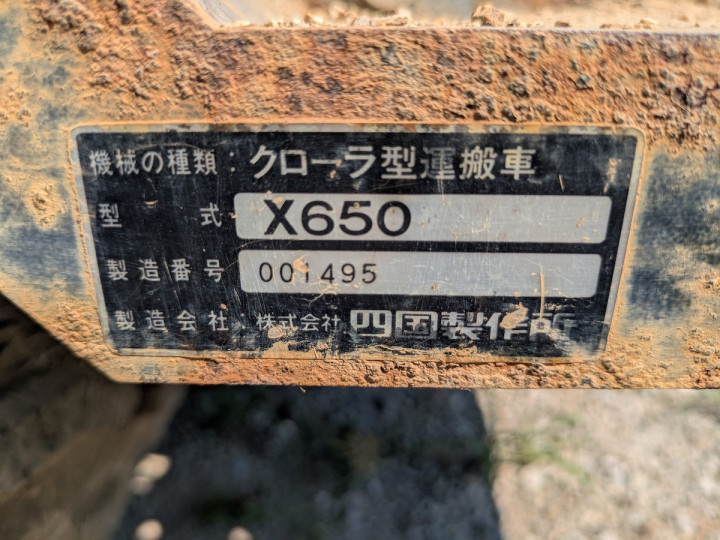 機械の種類：クローラ型運搬車
型 式 X650
製造番号 001495
製造会社：株式会社 四国製作所